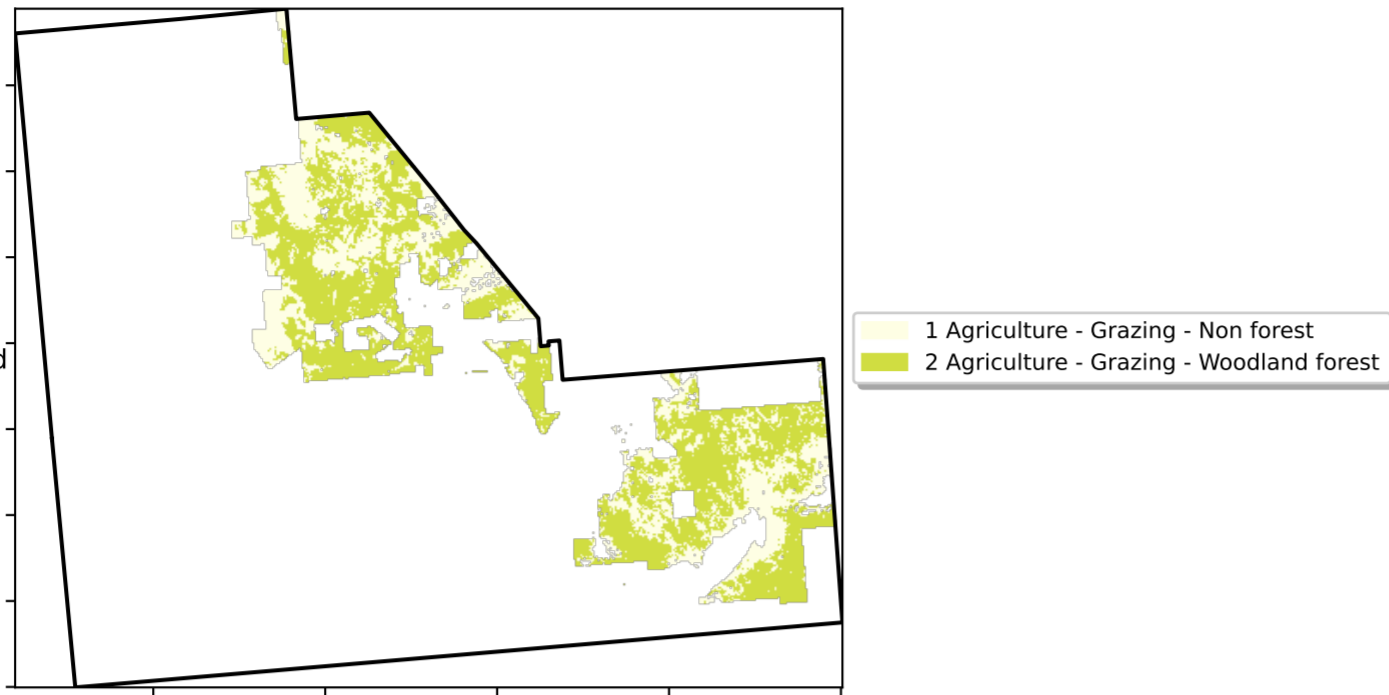 1 Agriculture - Grazing - Non forest
2 Agriculture - Grazing - Woodland forest